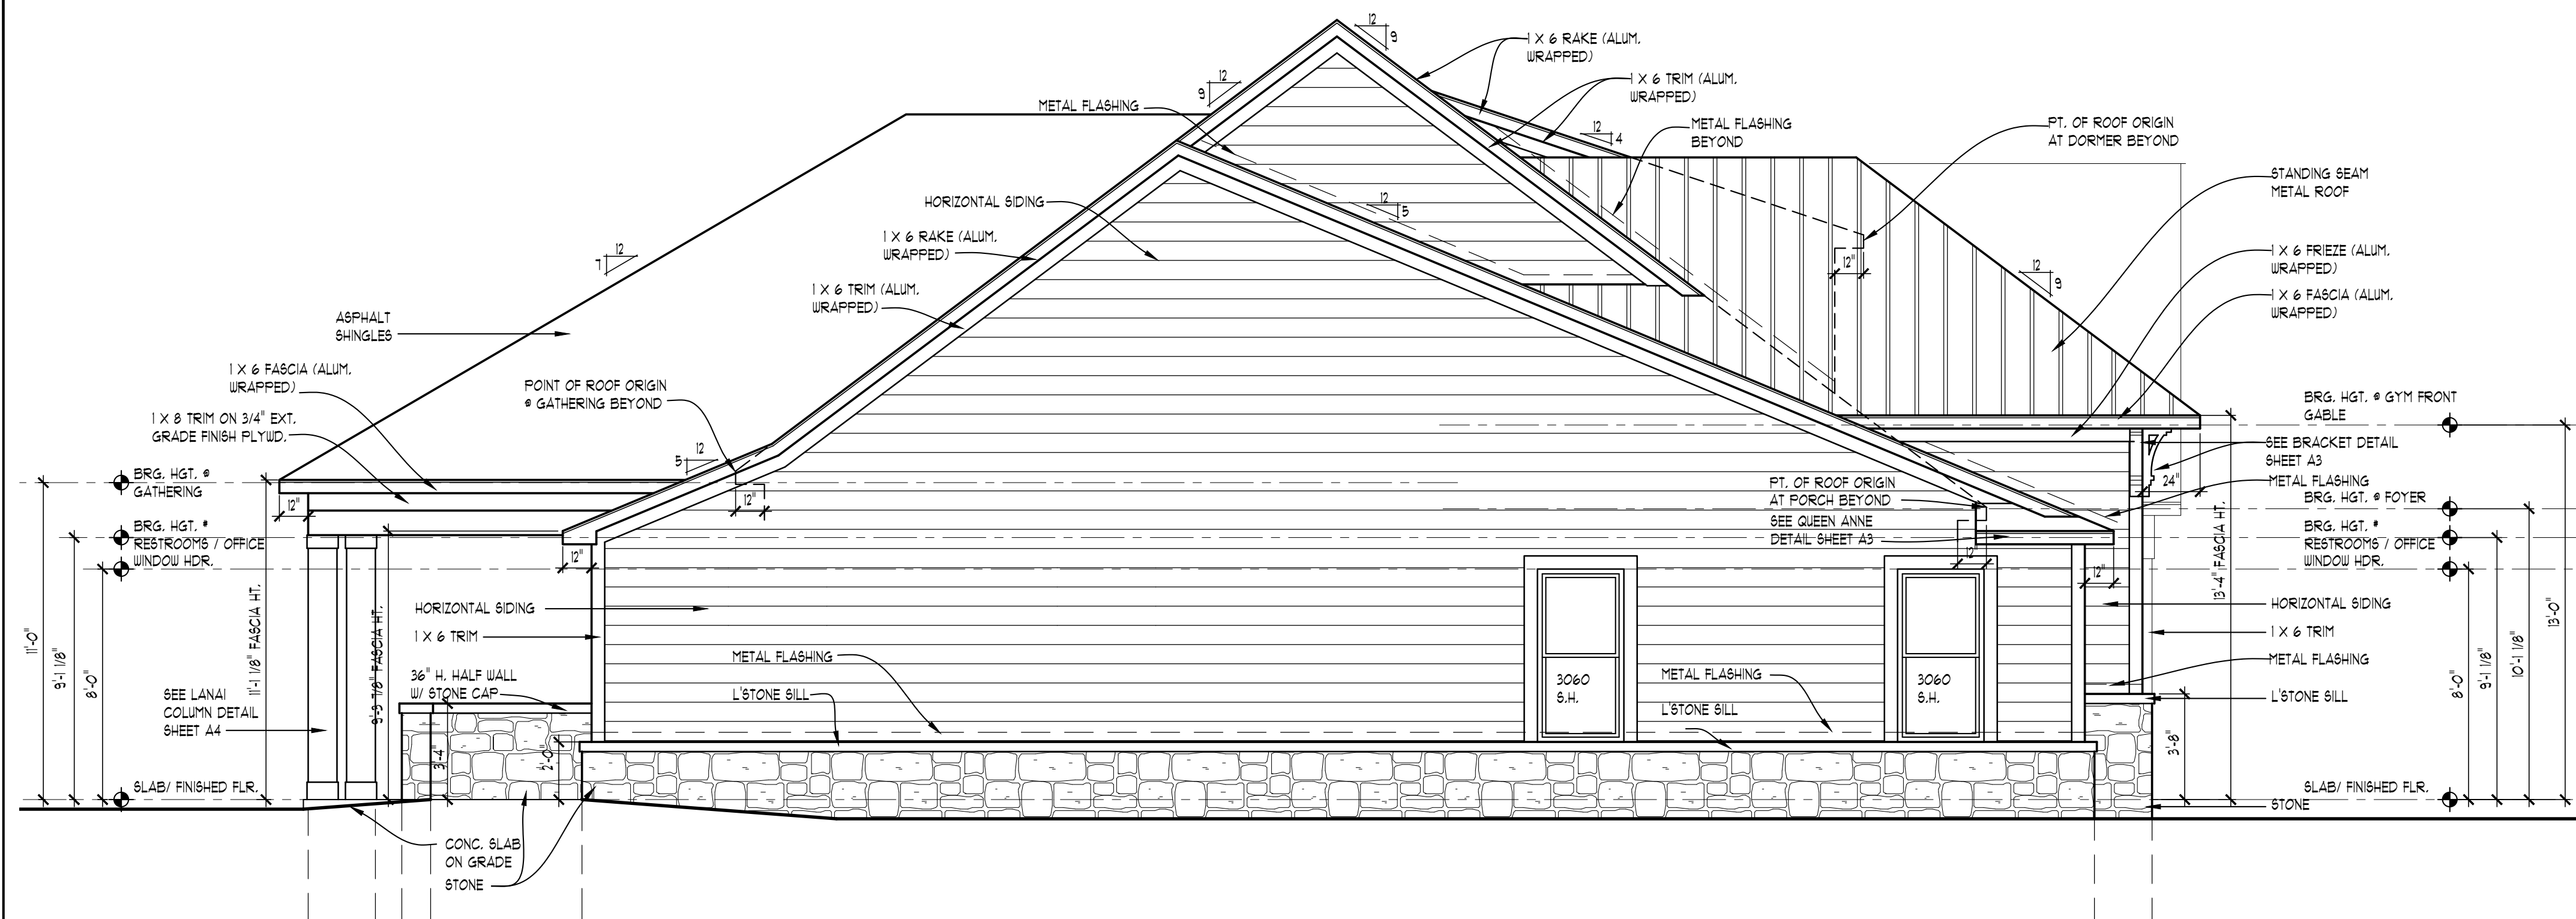 12
9
1 X 6 RAKE (ALUM.
WRAPPED)
12
9
1 X 6 TRIM (ALUM.
WRAPPED)
METAL FLASHING
METAL FLASHING
BEYOND
12
4
PT. OF ROOF ORIGIN
AT DORMER BEYOND
STANDING SEAM
METAL ROOF
HORIZONTAL SIDING
12
5
1 X 6 RAKE (ALUM.
WRAPPED)
12
7
1 X 6 FRIEZE (ALUM.
WRAPPED)
12"
12
9
1 X 6 TRIM (ALUM.
WRAPPED)
1 X 6 FASCIA (ALUM.
WRAPPED)
ASPHALT
SHINGLES
1 X 6 FASCIA (ALUM.
WRAPPED)
POINT OF ROOF ORIGIN
@ GATHERING BEYOND
1 X 8 TRIM ON 3/4" EXT.
GRADE FINISH PLYWD.
12
5
BRG. HGT. @ GYM FRONT
GABLE
SEE BRACKET DETAIL
SHEET A3
BRG. HGT. @
GATHERING
12"
12"
24"
METAL FLASHING
PT. OF ROOF ORIGIN
AT PORCH BEYOND
BRG. HGT. @ FOYER
BRG. HGT. #
RESTROOMS / OFFICE
WINDOW HDR.
SEE QUEEN ANNE
DETAIL SHEET A3
BRG. HGT. #
RESTROOMS / OFFICE
WINDOW HDR.
12"
12"
12"
HORIZONTAL SIDING
1 X 6 TRIM
HORIZONTAL SIDING
1 X 6 TRIM
METAL FLASHING
METAL FLASHING
METAL FLASHING
36" H. HALF WALL
W/ STONE CAP
L'STONE SILL
3060
S.H.
L'STONE SILL
3060
S.H.
L'STONE SILL
SEE LANAI
COLUMN DETAIL
SHEET A4
11'-0"
9'-1 1/8"
8'-0"
11'-1 1/8" FASCIA HT.
9'-3 7/8" FASCIA HT.
3'-4"
2'-0"
3'-8"
13'-4" FASCIA HT.
8'-0"
9'-1 1/8"
10'-1 1/8"
13'-0"
SLAB/ FINISHED FLR.
SLAB/ FINISHED FLR.
STONE
CONC. SLAB
ON GRADE
STONE